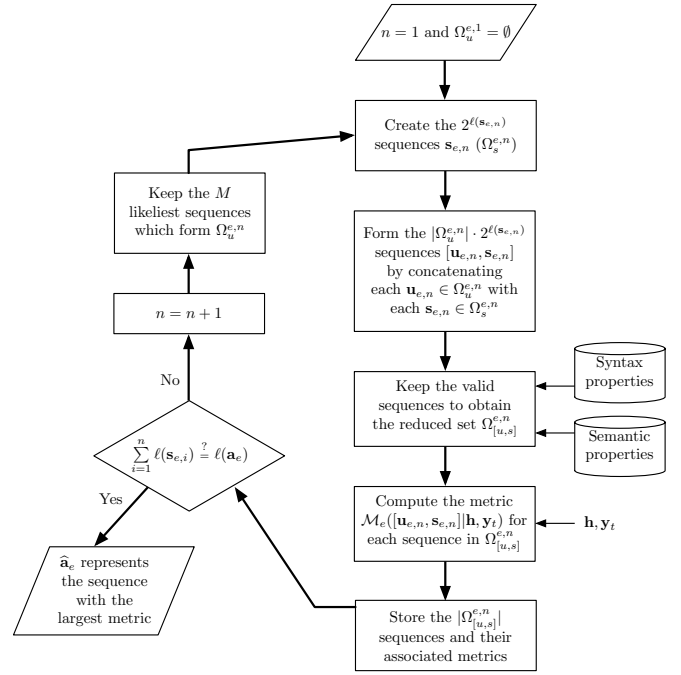 n = 1 and Ω_u^{e,1} = ∅
Create the 2^{ℓ(s_{e,n})}
sequences s_{e,n} (Ω_s^{e,n})
Form the |Ω_u^{e,n}| · 2^{ℓ(s_{e,n})}
sequences [u_{e,n}, s_{e,n}]
by concatenating
each u_{e,n} ∈ Ω_u^{e,n} with
each s_{e,n} ∈ Ω_s^{e,n}
Keep the valid
sequences to obtain
the reduced set Ω_{[u,s]}^{e,n}
Syntax
properties
Semantic
properties
Compute the metric
M_e([u_{e,n}, s_{e,n}]|h, y_t) for
each sequence in Ω_{[u,s]}^{e,n}
h, y_t
Store the |Ω_{[u,s]}^{e,n}|
sequences and their
associated metrics
∑_{i=1}^{n} ℓ(s_{e,i}) =^? ℓ(a_e)
No
n = n + 1
Keep the M
likeliest sequences
which form Ω_u^{e,n}
Yes
â_e represents
the sequence
with the
largest metric